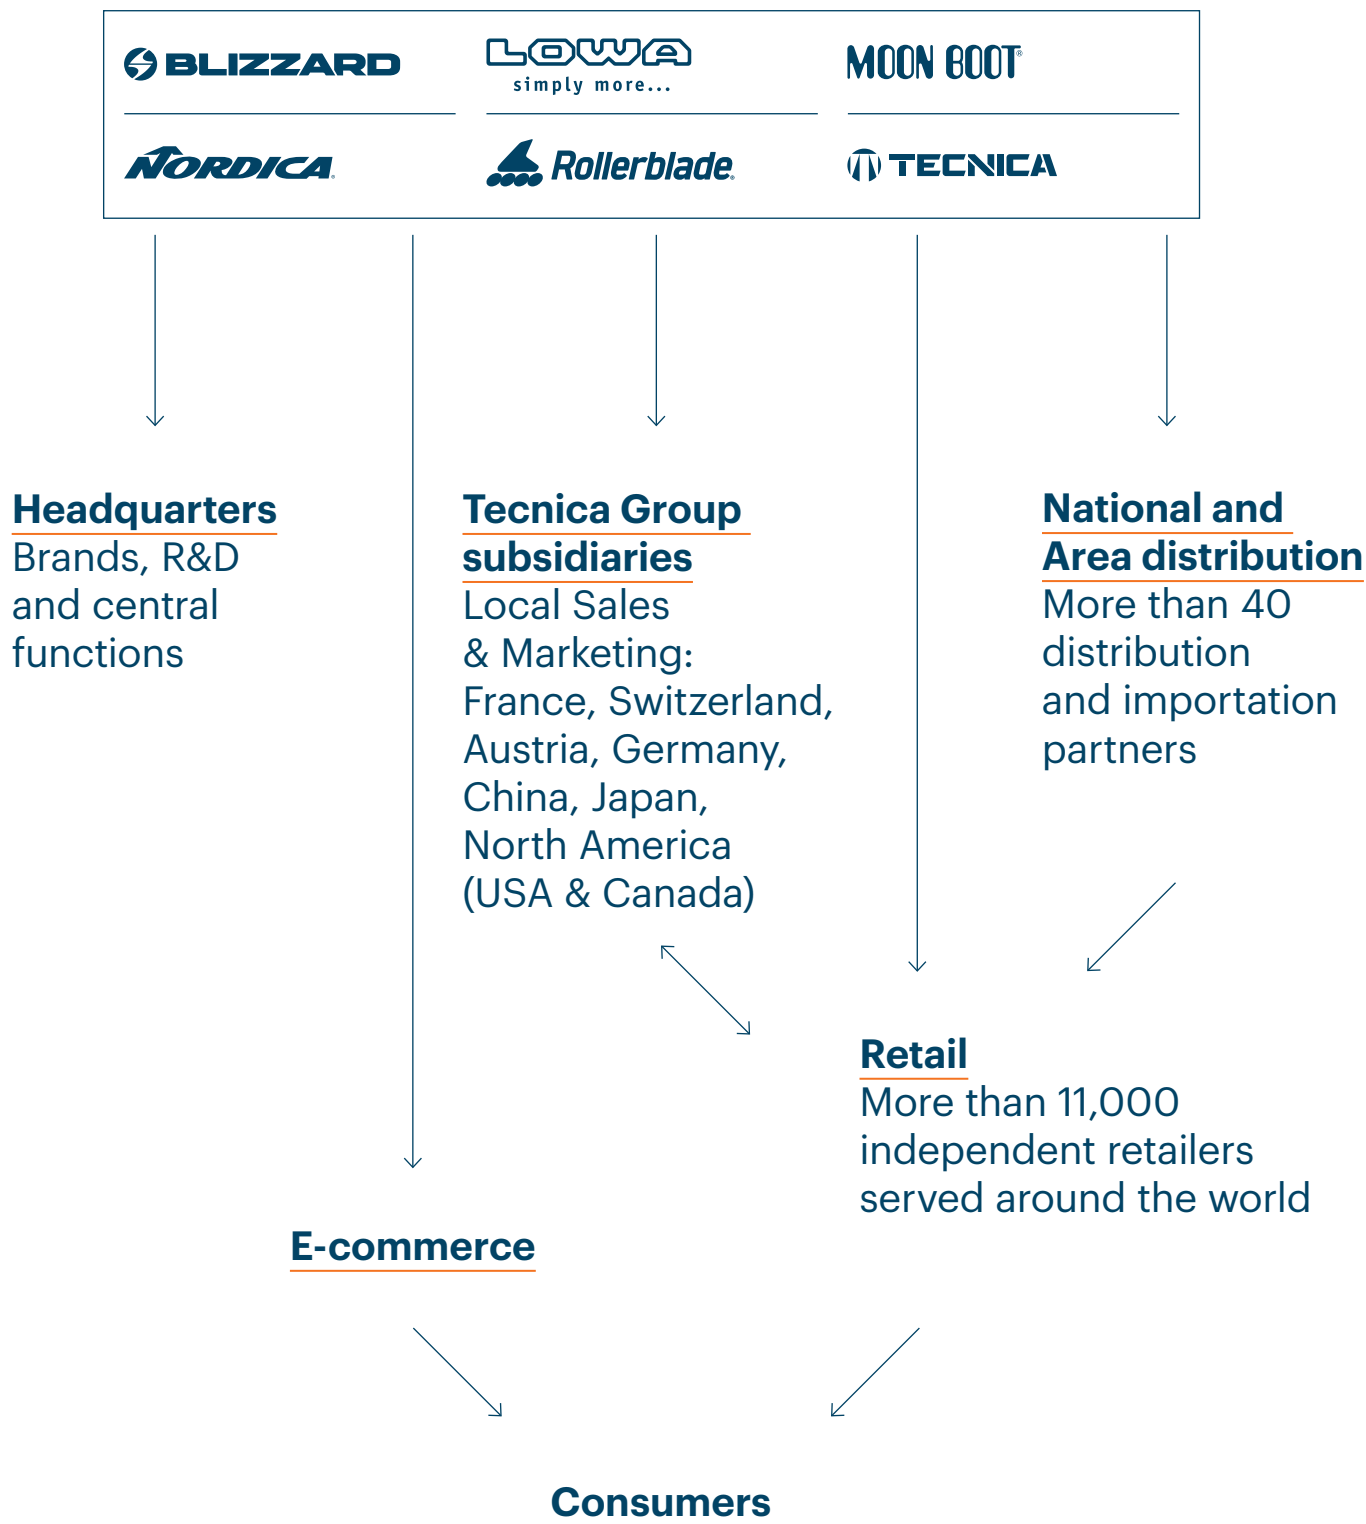 BLIZZARD
LOWA
simply more...
MOON BOOT®
NORDICA
Rollerblade®
TECNICA
Headquarters
Brands, R&D
and central
functions
Tecnica Group
subsidiaries
Local Sales
& Marketing:
France, Switzerland,
Austria, Germany,
China, Japan,
North America
(USA & Canada)
National and
Area distribution
More than 40
distribution
and importation
partners
Retail
More than 11,000
independent retailers
served around the world
E-commerce
Consumers